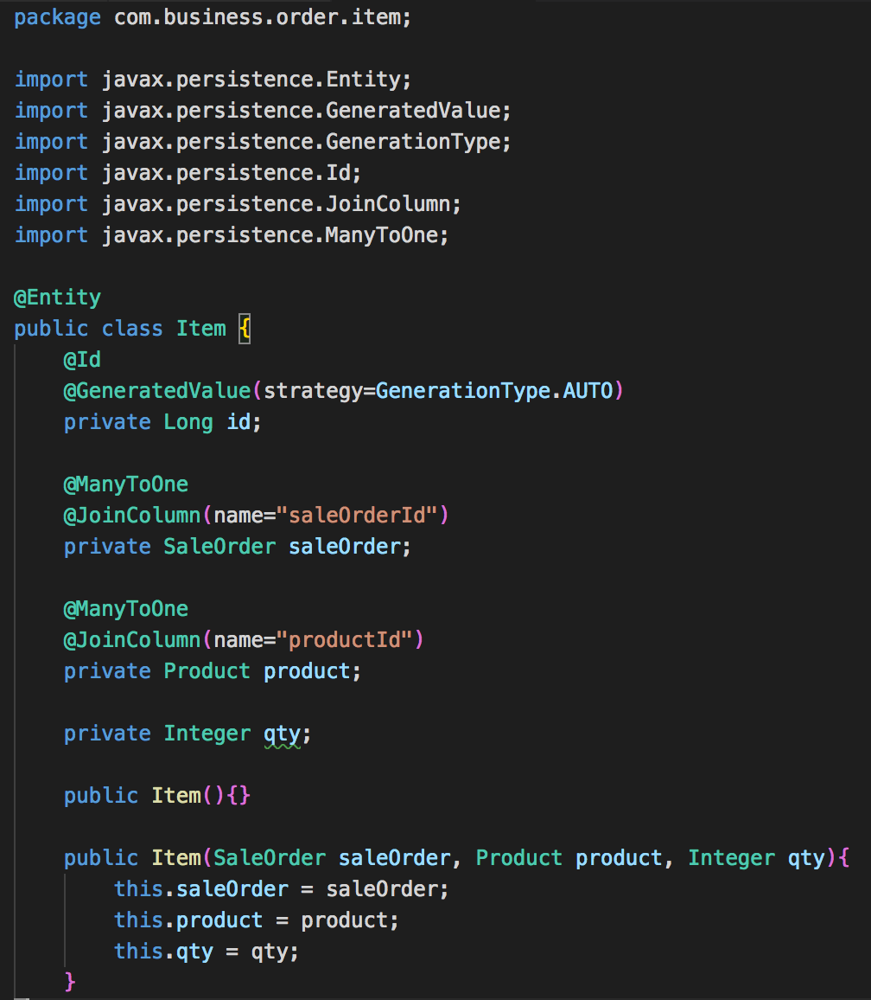 package com.business.order.item;
import javax.persistence.Entity;
import javax.persistence.GeneratedValue;
import javax.persistence.GenerationType;
import javax.persistence.Id;
import javax.persistence.JoinColumn;
import javax.persistence.ManyToOne;
@Entity
public class Item {
@Id
@GeneratedValue(strategy=GenerationType.AUTO)
private Long id;
@ManyToOne
@JoinColumn(name="saleOrderId")
private SaleOrder saleOrder;
@ManyToOne
@JoinColumn(name="productId")
private Product product;
private Integer qty;
public Item(){}
public Item(SaleOrder saleOrder, Product product, Integer qty){
this.saleOrder = saleOrder;
this.product = product;
this.qty = qty;
}